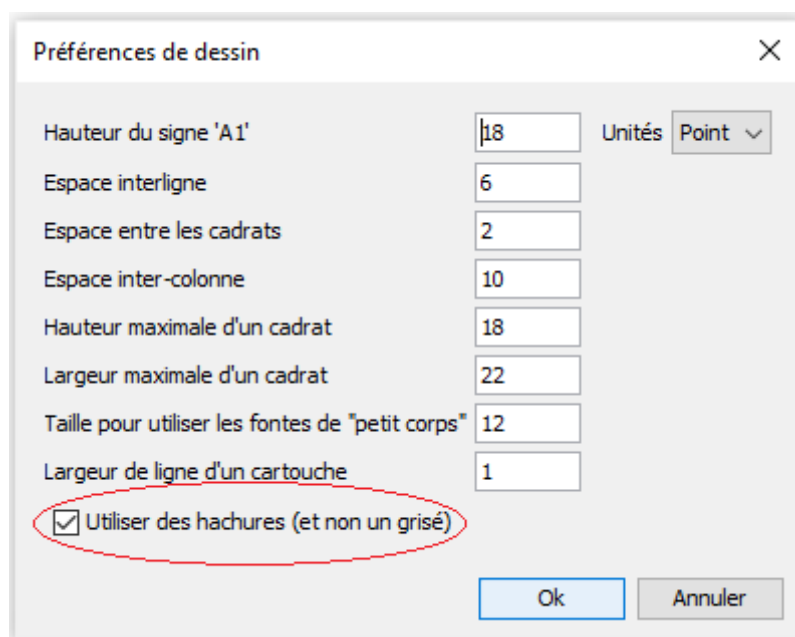 Préférences de dessin
Hauteur du signe 'A1' 18 Unités Point
Espace interligne 6
Espace entre les cadrats 2
Espace inter-colonne 10
Hauteur maximale d'un cadrat 18
Largeur maximale d'un cadrat 22
Taille pour utiliser les fontes de "petit corps" 12
Largeur de ligne d'un cartouche 1
Utiliser des hachures (et non un grisé)
Ok Annuler